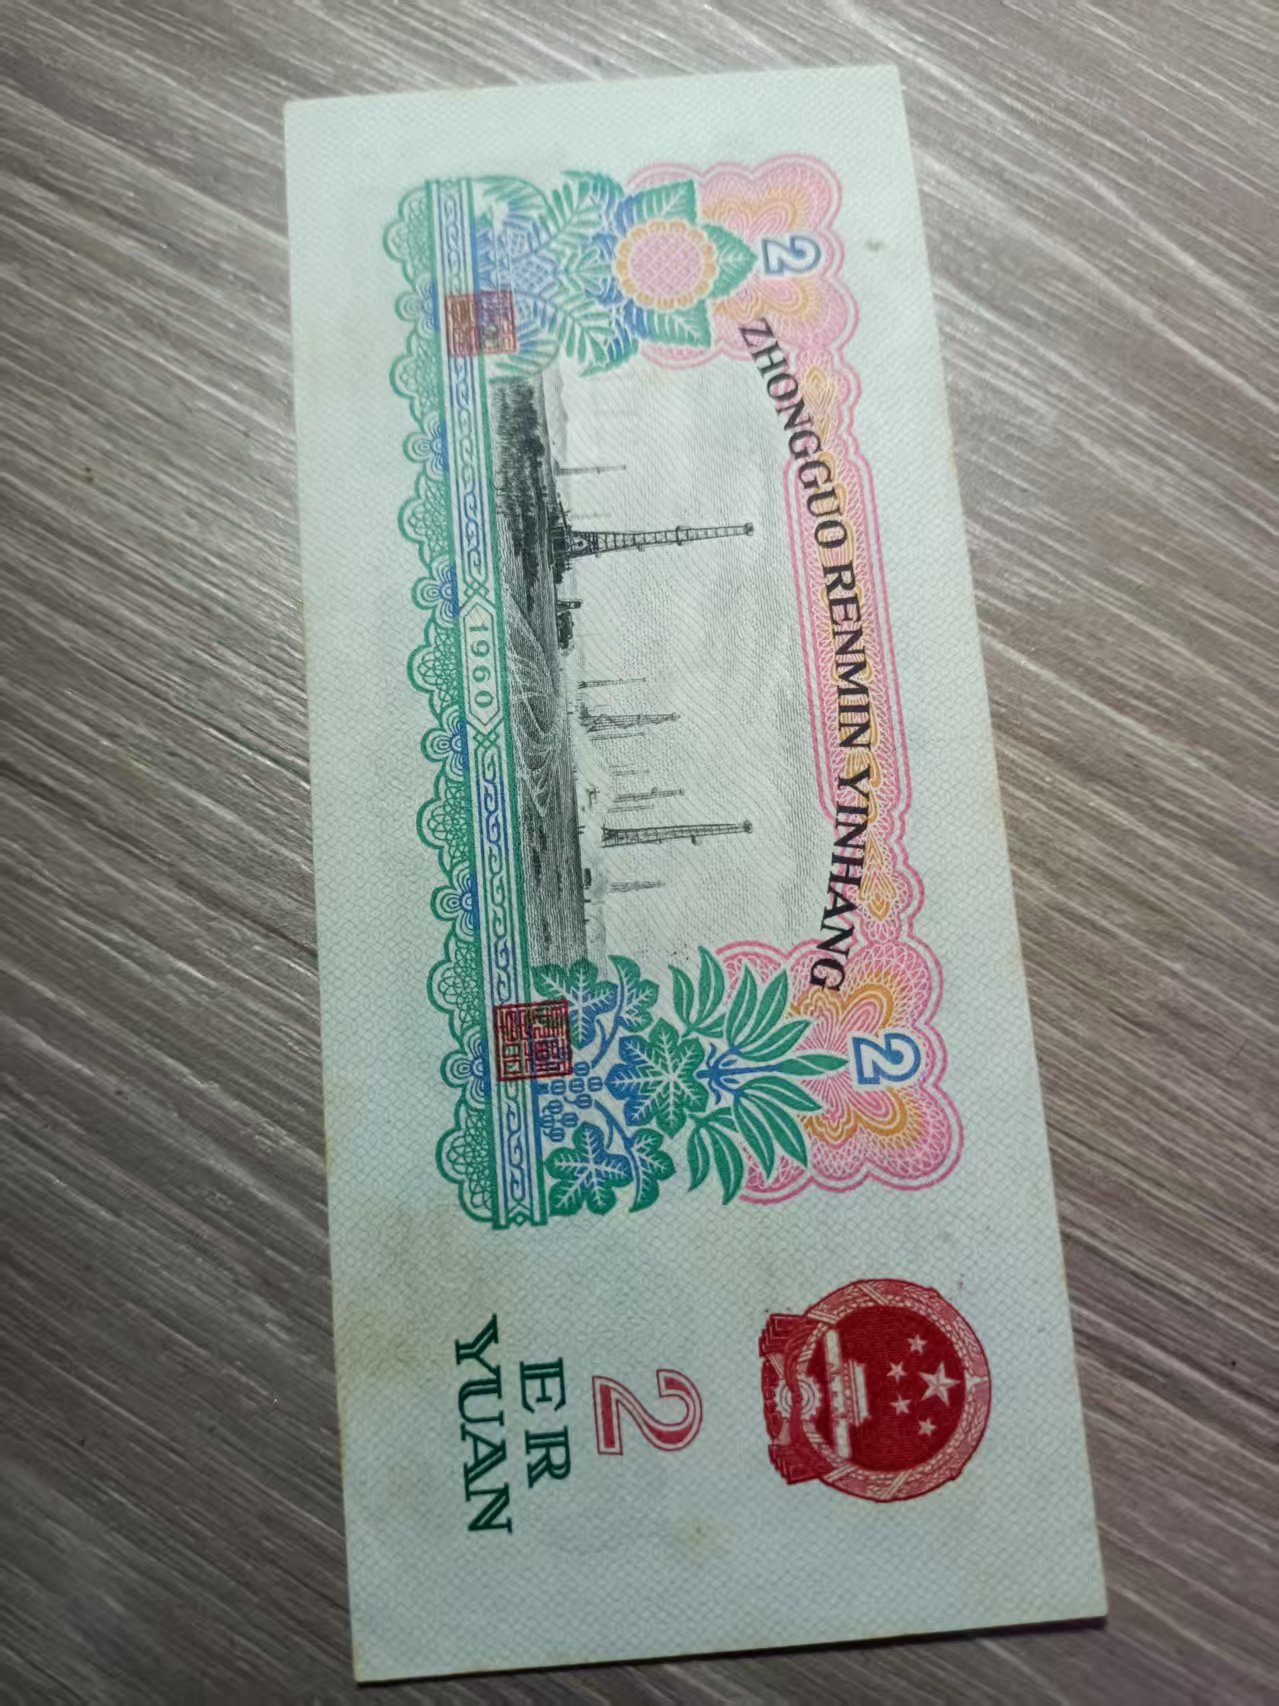 2
ZHONGGUO RENMIN YINHANG
2
1960
2
ER
YUAN